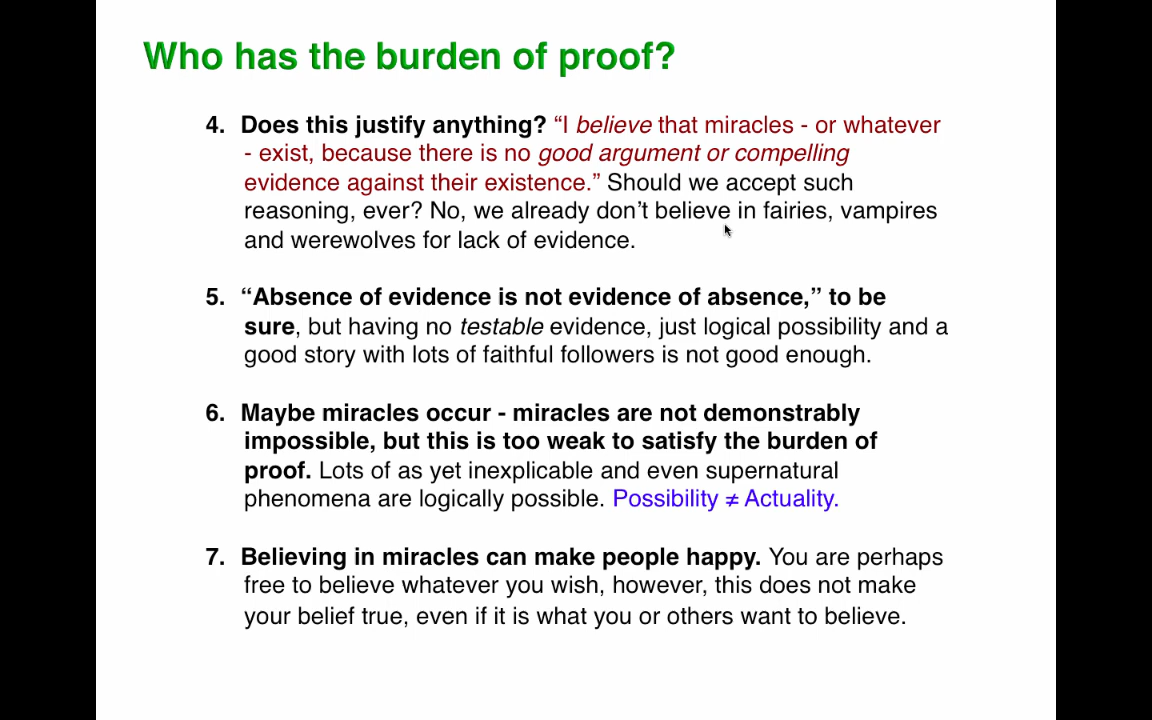 Who has the burden of proof?
4. Does this justify anything? “I believe that miracles - or whatever
- exist, because there is no good argument or compelling
evidence against their existence.” Should we accept such
reasoning, ever? No, we already don’t believe in fairies, vampires
and werewolves for lack of evidence.
5. “Absence of evidence is not evidence of absence,” to be
sure, but having no testable evidence, just logical possibility and a
good story with lots of faithful followers is not good enough.
6. Maybe miracles occur - miracles are not demonstrably
impossible, but this is too weak to satisfy the burden of
proof. Lots of as yet inexplicable and even supernatural
phenomena are logically possible. Possibility ≠ Actuality.
7. Believing in miracles can make people happy. You are perhaps
free to believe whatever you wish, however, this does not make
your belief true, even if it is what you or others want to believe.